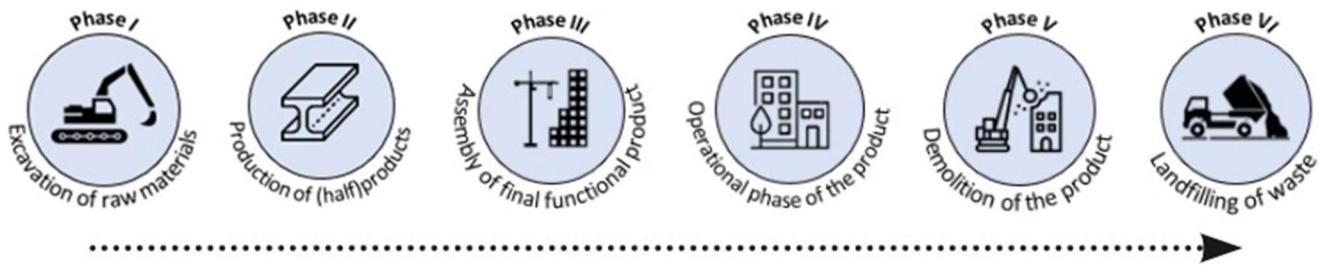 Phase I
Excavation of raw materials
Phase II
Production of (half)products
Phase III
Assembly of final functional product
Phase IV
Operational phase of the product
Phase V
Demolition of the product
Phase VI
Landfilling of waste